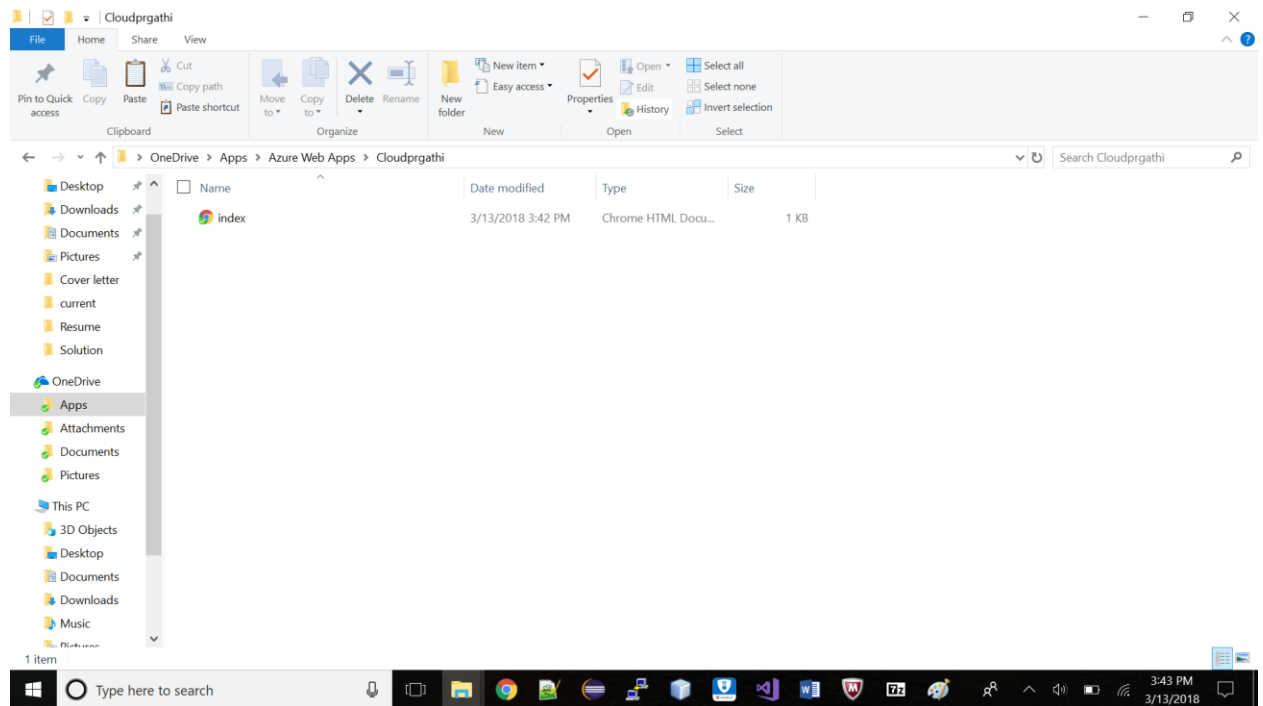 Cloudprgathi
File Home Share View
Pin to Quick access
Copy
Paste
Cut
Copy path
Paste shortcut
Clipboard
Move to
Copy to
Delete
Rename
Organize
New folder
New item
Easy access
New
Properties
Open
Edit
History
Open
Select all
Select none
Invert selection
Select
OneDrive > Apps > Azure Web Apps > Cloudprgathi
Search Cloudprgathi
Name Date modified Type Size
index 3/13/2018 3:42 PM Chrome HTML Docu... 1 KB
Desktop
Downloads
Documents
Pictures
Cover letter
current
Resume
Solution
OneDrive
Apps
Attachments
Documents
Pictures
This PC
3D Objects
Desktop
Documents
Downloads
Music
Pictures
1 item
Type here to search
3:43 PM
3/13/2018